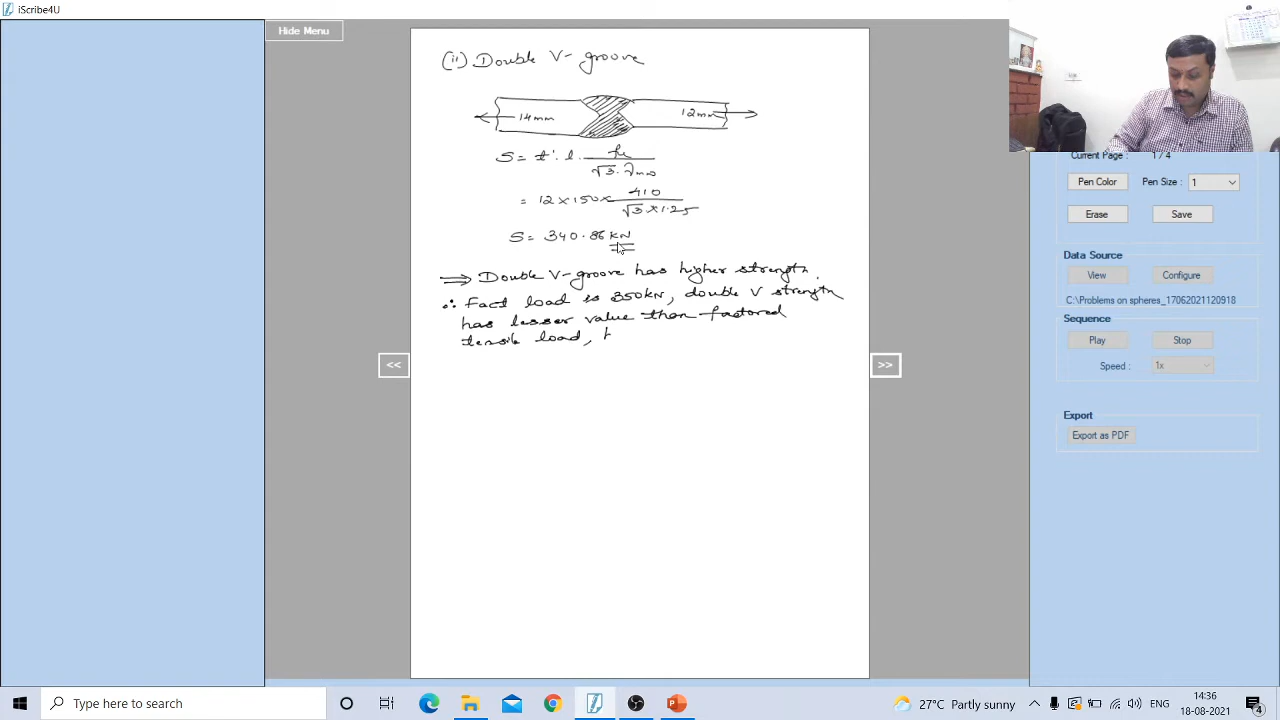 iScribe4U
Hide Menu
(ii) Double V-groove
14mm
12mm
S = t'. l. fu / √3. γmw
= 12 × 150 × 410 / √3 × 1.25
S = 340.86 kN
⇒ Double V-groove has higher strength.
∴ Fact load is 350kN, double V strength
has lesser value than factored
tensile load, t
<<
>>
Current Page : 1 / 4
Pen Color Pen Size : 1
Erase Save
Data Source
View Configure
C:\Problems on spheres_17062021120918
Sequence
Play Stop
Speed : 1x
Export
Export as PDF
Type here to search
27°C Partly sunny
ENG
14:36
18-08-2021
4